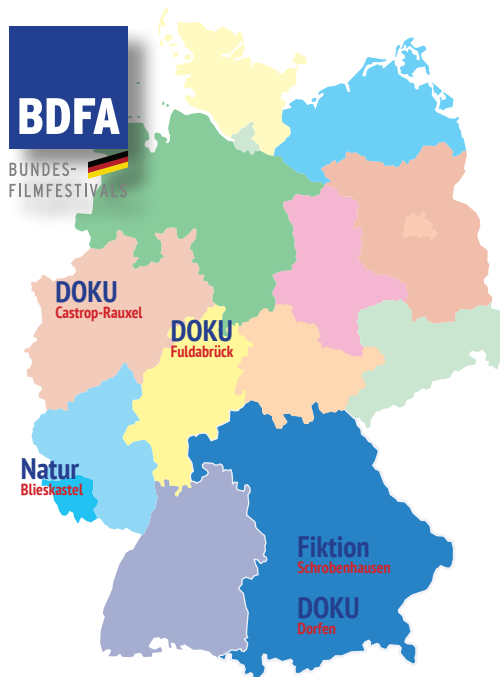 BDFA
BUNDES-
FILMFESTIVALS
DOKU
Castrop-Rauxel
DOKU
Fuldabrück
Natur
Blieskastel
Fiktion
Schrobenhausen
DOKU
Dorfen